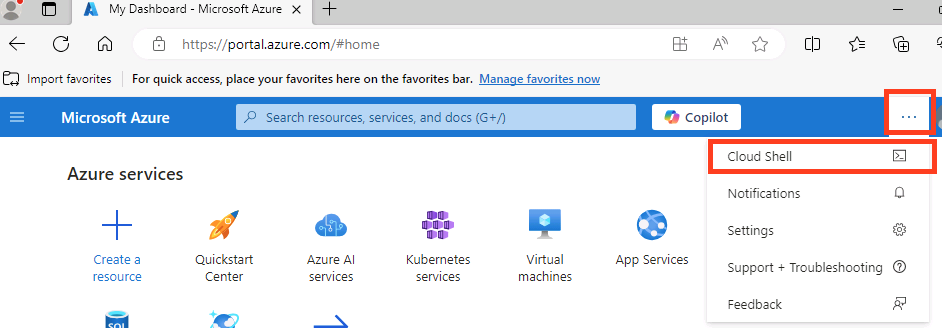 My Dashboard - Microsoft Azure
https://portal.azure.com/#home
Import favorites
For quick access, place your favorites here on the favorites bar. Manage favorites now
Microsoft Azure
Search resources, services, and docs (G+/)
Copilot
...
Cloud Shell
Notifications
Settings
Support + Troubleshooting
Feedback
Azure services
Create a
resource
Quickstart
Center
Azure AI
services
Kubernetes
services
Virtual
machines
App Services
SQL